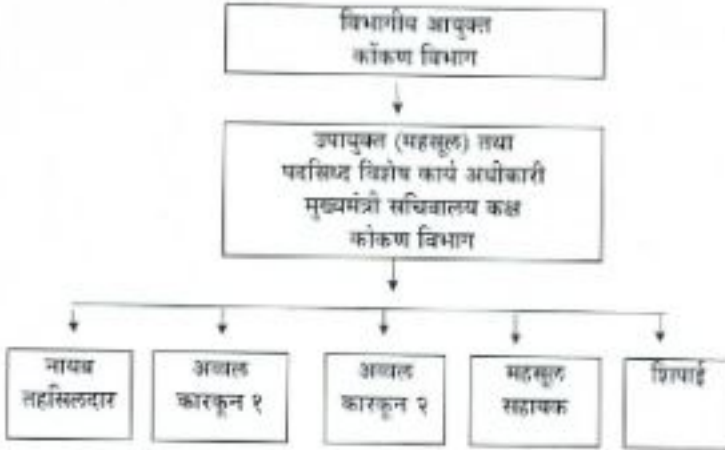 विभागीय आयुक्त
कोंकण विभाग
उपायुक्त (महसूल) तथा
पदसिध्द विशेष कार्य अधीकारी
मुख्यमंत्री सचिवालय कक्ष
कोकण विभाग
नायब
तहसिलदार
अव्वल
कारकून १
अव्वल
कारकून २
महसूल
सहायक
शिपाई